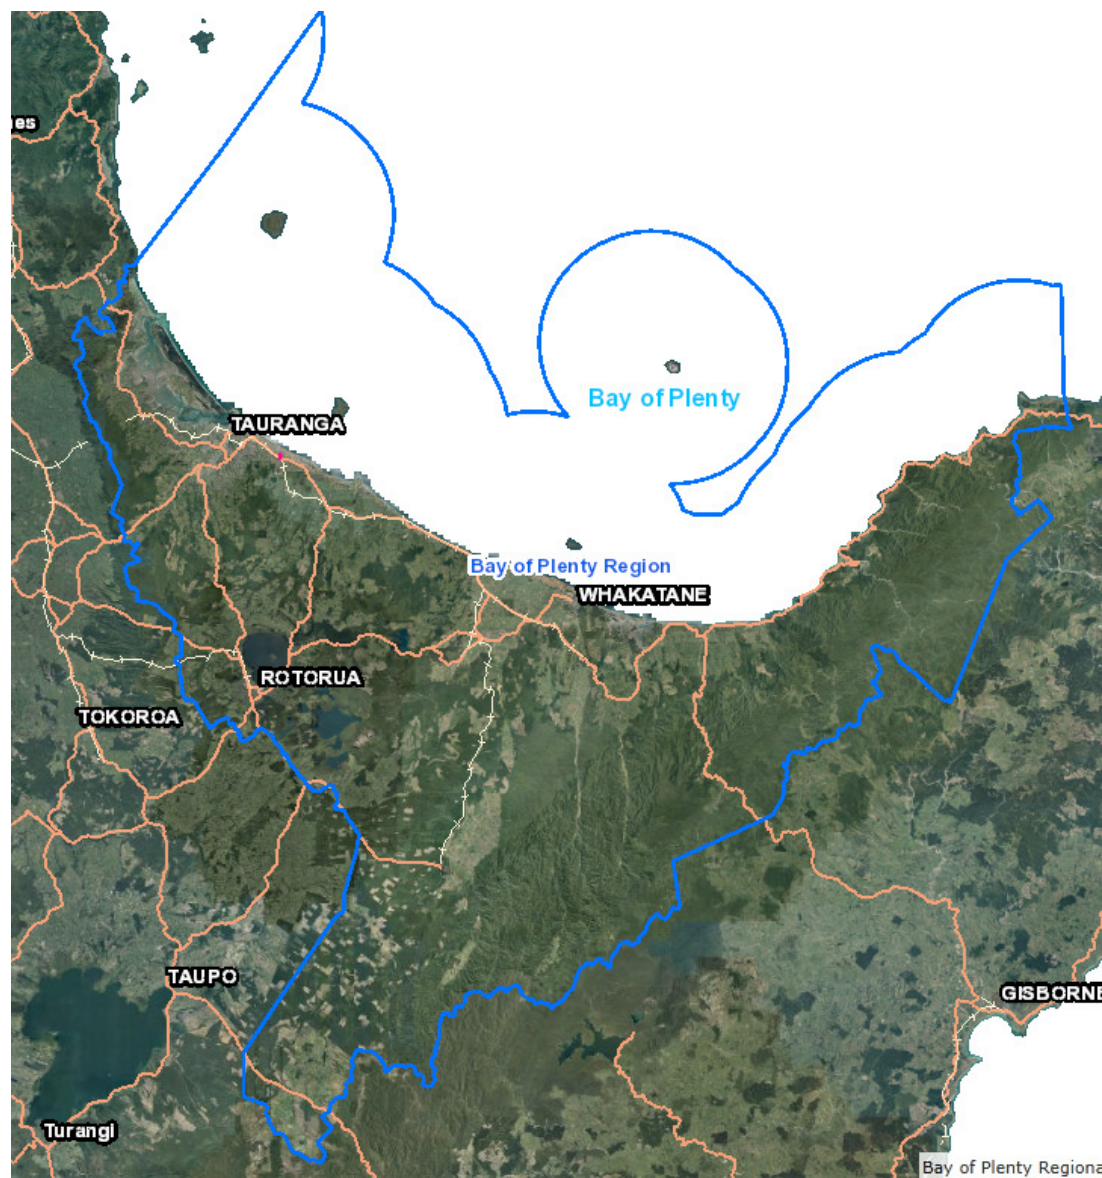 es
Bay of Plenty
TAURANGA
Bay of Plenty Region
WHAKATANE
ROTORUA
TOKOROA
TAUPO
GISBORNE
Turangi
Bay of Plenty Regiona